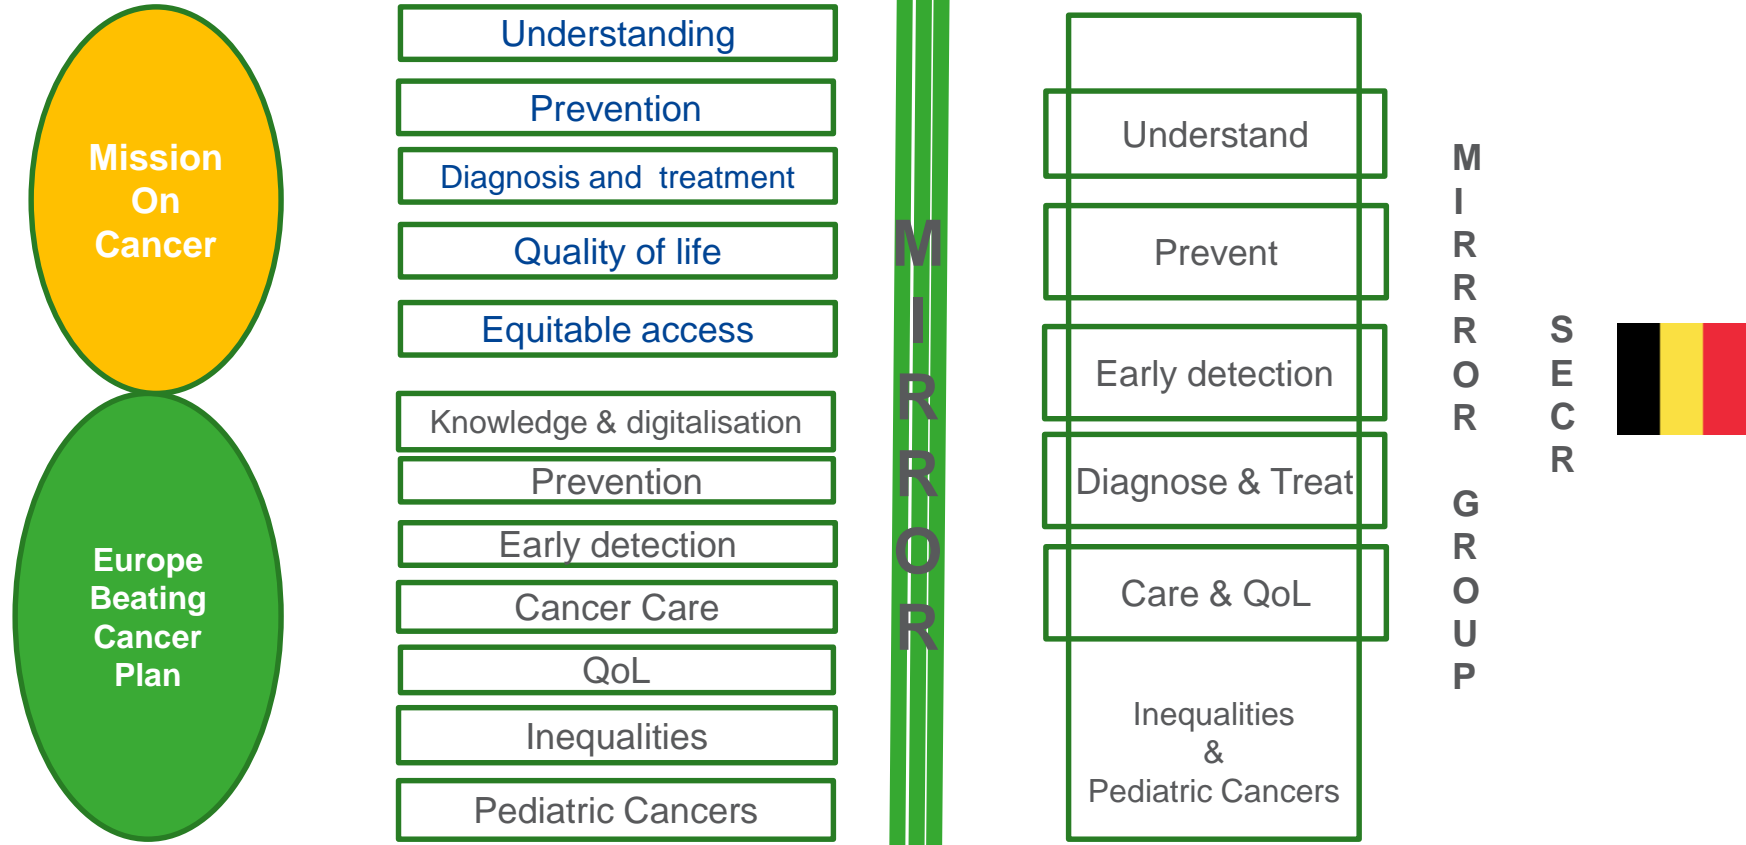 Mission
On
Cancer
Europe
Beating
Cancer
Plan
Understanding
Prevention
Diagnosis and  treatment
Quality of life
Equitable access
Knowledge & digitalisation
Prevention
Early detection
Cancer Care
QoL
Inequalities
Pediatric Cancers
M
I
R
R
O
R
Understand
Prevent
Early detection
Diagnose & Treat
Care & QoL
Inequalities
&
Pediatric Cancers
M
I
R
R
R
O
R
G
R
O
U
P
S
E
C
R